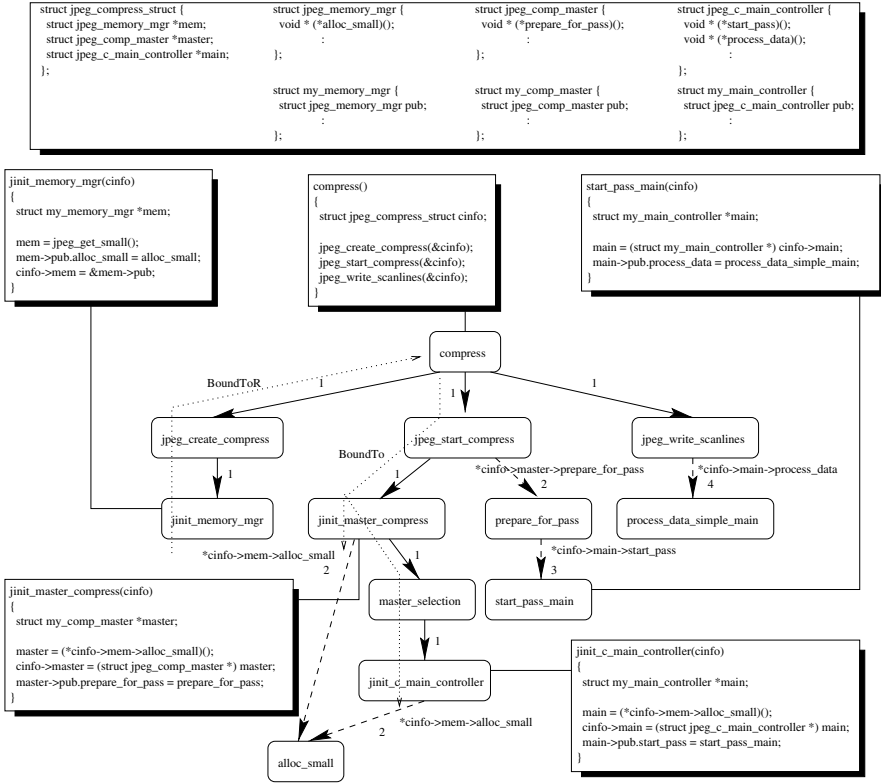 struct jpeg_compress_struct {
struct jpeg_memory_mgr *mem;
struct jpeg_comp_master *master;
struct jpeg_c_main_controller *main;
};
struct jpeg_memory_mgr {
void * (*alloc_small)();
:
};
struct jpeg_comp_master {
void * (*prepare_for_pass)();
:
};
struct jpeg_c_main_controller {
void * (*start_pass)();
void * (*process_data)();
:
};
struct my_memory_mgr {
struct jpeg_memory_mgr pub;
:
};
struct my_comp_master {
struct jpeg_comp_master pub;
:
};
struct my_main_controller {
struct jpeg_c_main_controller pub;
:
};
jinit_memory_mgr(cinfo)
{
struct my_memory_mgr *mem;
mem = jpeg_get_small();
mem->pub.alloc_small = alloc_small;
cinfo->mem = &mem->pub;
}
compress()
{
struct jpeg_compress_struct cinfo;
jpeg_create_compress(&cinfo);
jpeg_start_compress(&cinfo);
jpeg_write_scanlines(&cinfo);
}
start_pass_main(cinfo)
{
struct my_main_controller *main;
main = (struct my_main_controller *) cinfo->main;
main->pub.process_data = process_data_simple_main;
}
compress
BoundToR
1
1
1
jpeg_create_compress
jpeg_start_compress
jpeg_write_scanlines
BoundTo
1
1
*cinfo->master->prepare_for_pass
2
*cinfo->main->process_data
4
jinit_memory_mgr
jinit_master_compress
prepare_for_pass
process_data_simple_main
*cinfo->mem->alloc_small
2
1
*cinfo->main->start_pass
3
jinit_master_compress(cinfo)
{
struct my_comp_master *master;
master = (*cinfo->mem->alloc_small)();
cinfo->master = (struct jpeg_comp_master *) master;
master->pub.prepare_for_pass = prepare_for_pass;
}
master_selection
start_pass_main
1
jinit_c_main_controller
jinit_c_main_controller(cinfo)
{
struct my_main_controller *main;
main = (*cinfo->mem->alloc_small)();
cinfo->main = (struct jpeg_c_main_controller *) main;
main->pub.start_pass = start_pass_main;
}
*cinfo->mem->alloc_small
2
alloc_small